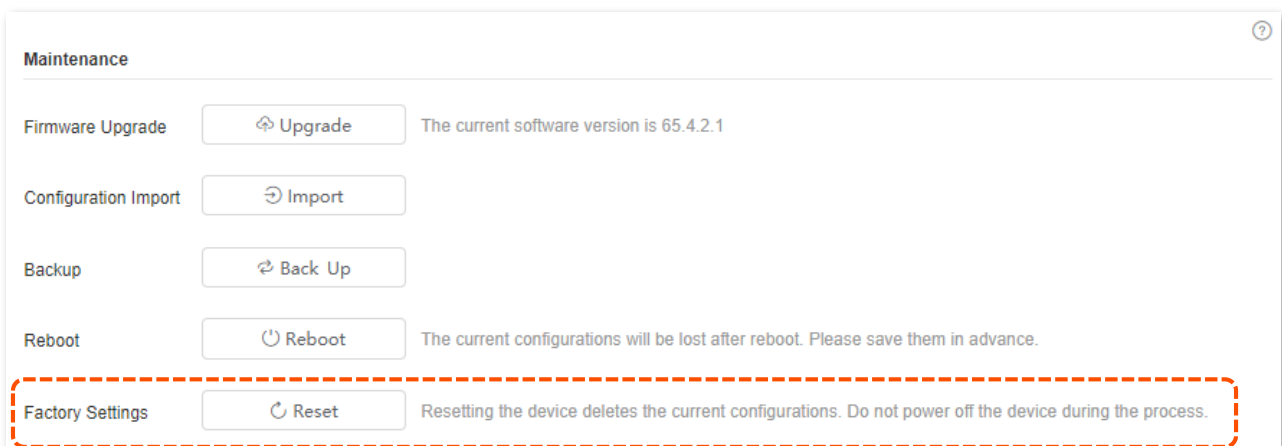 Maintenance
Firmware Upgrade Upgrade The current software version is 65.4.2.1
Configuration Import Import
Backup Back Up
Reboot Reboot The current configurations will be lost after reboot. Please save them in advance.
Factory Settings Reset Resetting the device deletes the current configurations. Do not power off the device during the process.